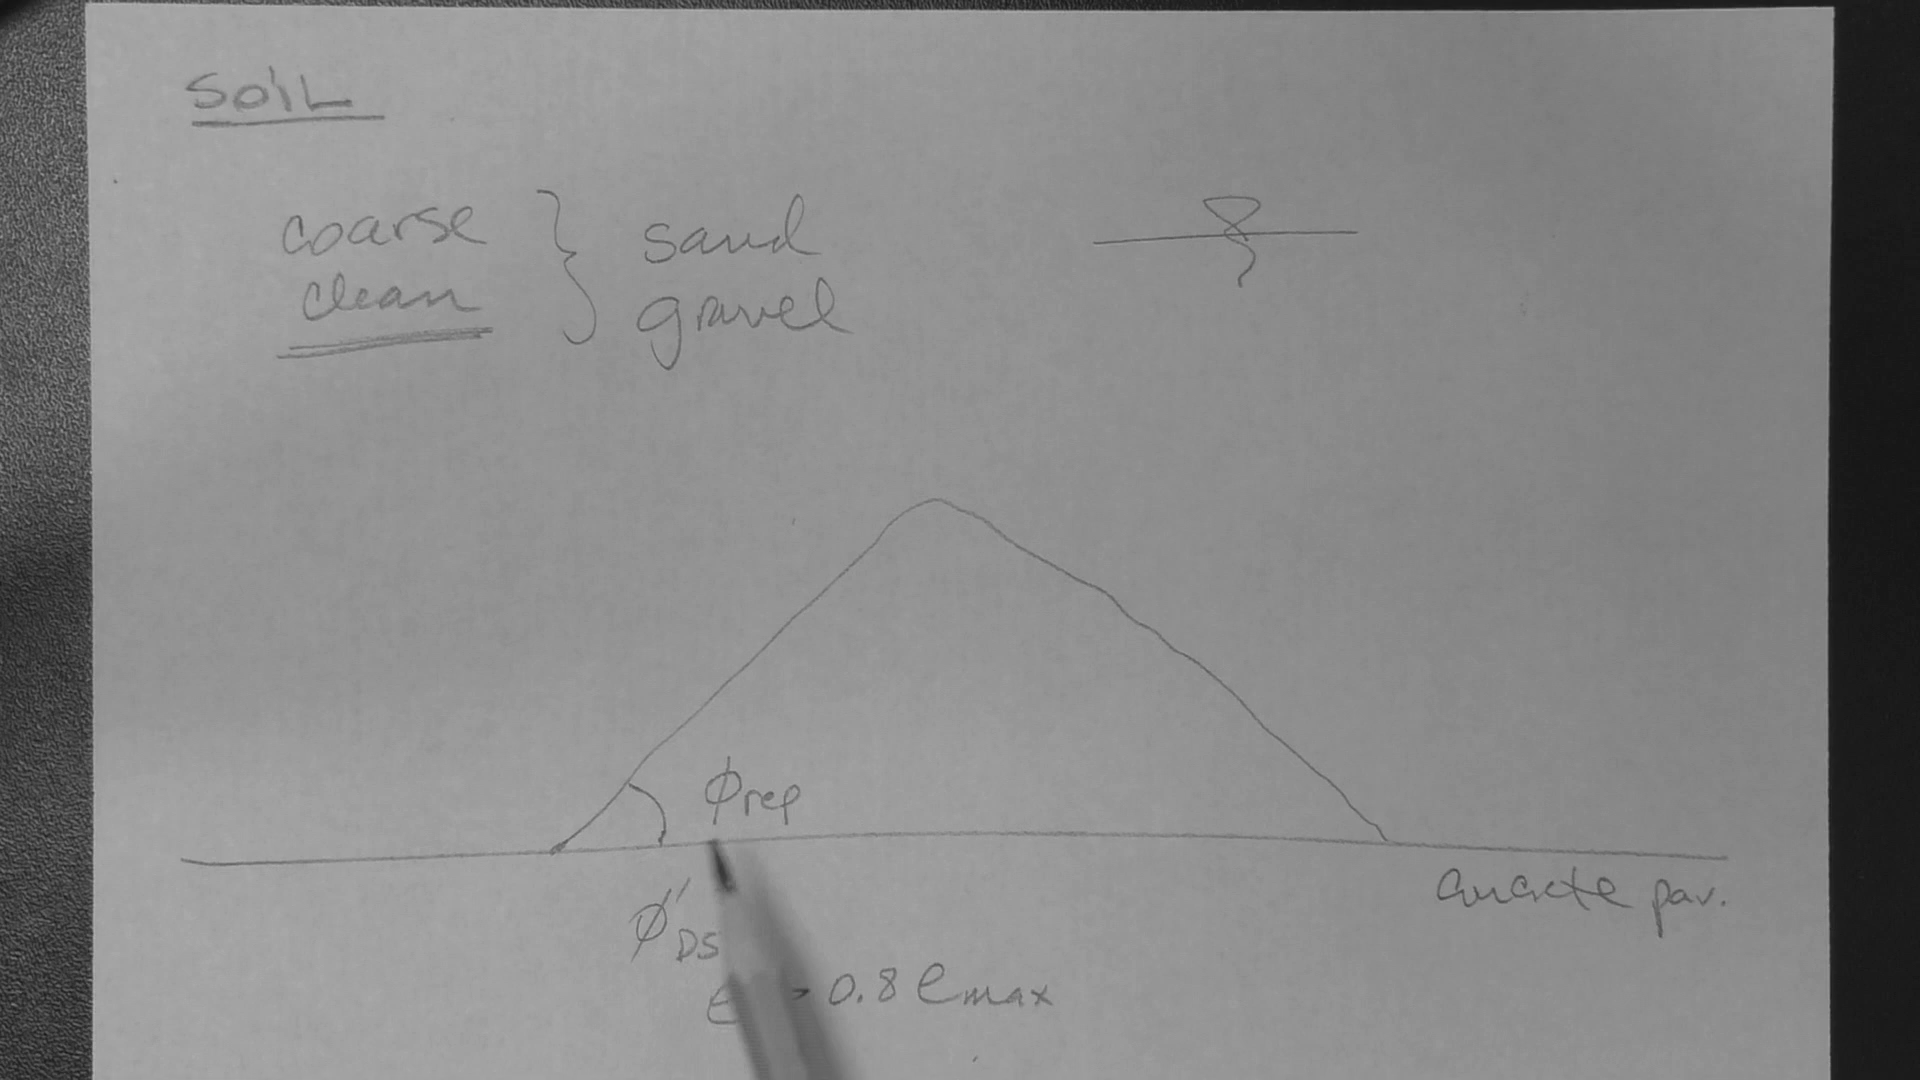 SOIL
coarse } sand
clean gravel
ϕrep
concrete pav.
ϕ'DS
e > 0.8 emax